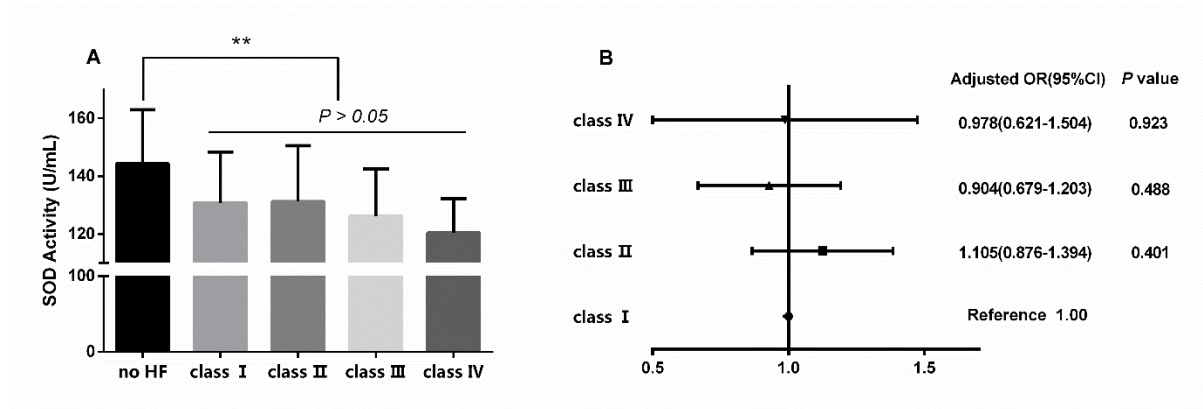 A
**
P > 0.05
SOD Activity (U/mL)
160
140
120
100
0
no HF
class I
class II
class III
class IV
B
Adjusted OR(95%CI) P value
class IV 0.978(0.621-1.504) 0.923
class III 0.904(0.679-1.203) 0.488
class II 1.105(0.876-1.394) 0.401
class I Reference 1.00
0.5 1.0 1.5